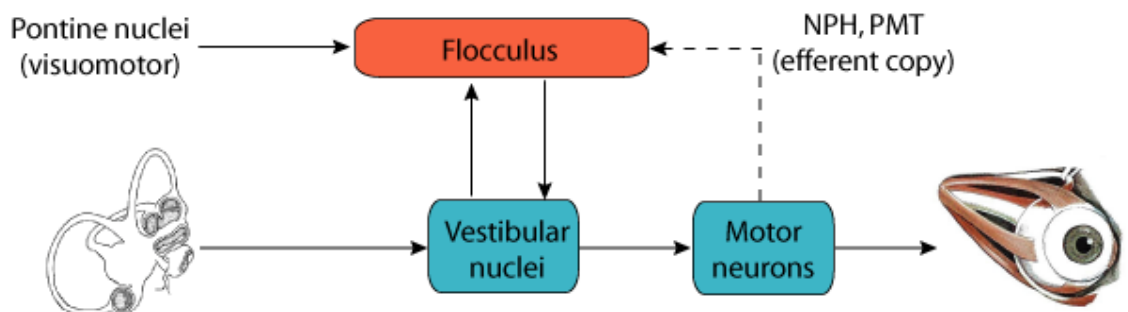 Pontine nuclei
(visuomotor)
Flocculus
NPH, PMT
(efferent copy)
Vestibular
nuclei
Motor
neurons